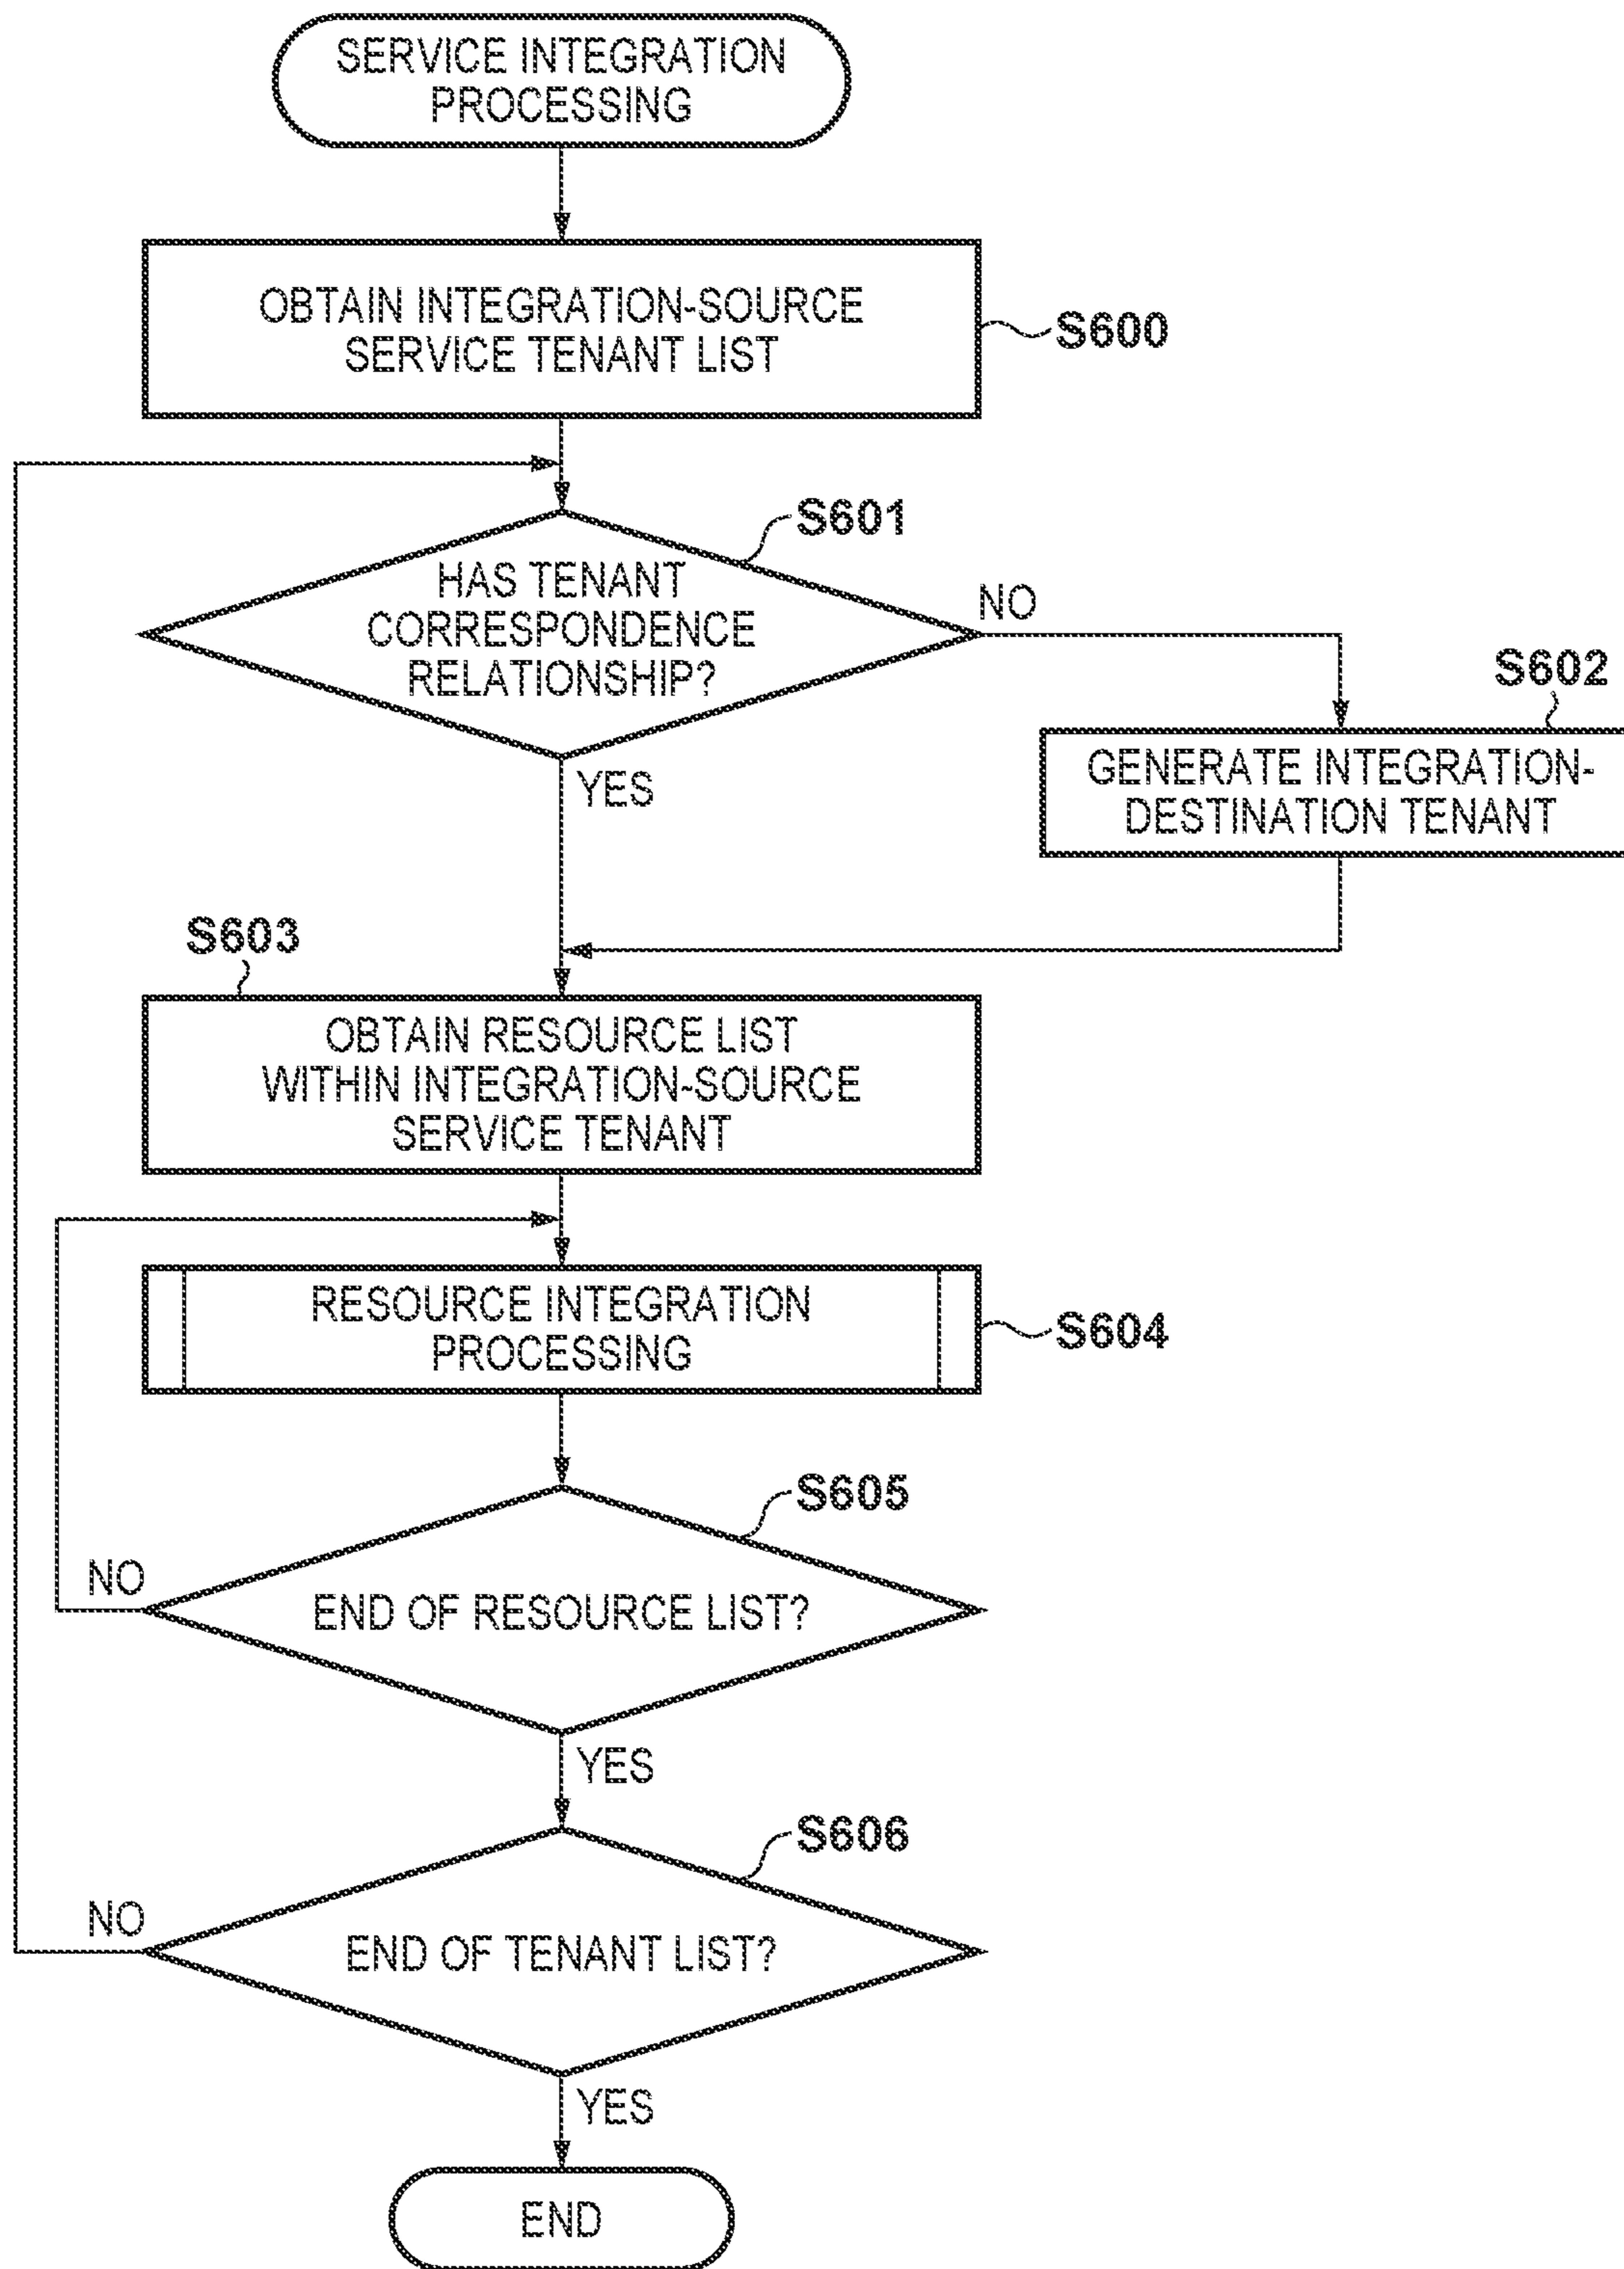 SERVICE INTEGRATION
PROCESSING
OBTAIN INTEGRATION-SOURCE
SERVICE TENANT LIST
S600
S601
HAS TENANT
CORRESPONDENCE
RELATIONSHIP?
NO
S602
GENERATE INTEGRATION-
DESTINATION TENANT
YES
S603
OBTAIN RESOURCE LIST
WITHIN INTEGRATION-SOURCE
SERVICE TENANT
RESOURCE INTEGRATION
PROCESSING
S604
S605
NO
END OF RESOURCE LIST?
YES
S606
NO
END OF TENANT LIST?
YES
END